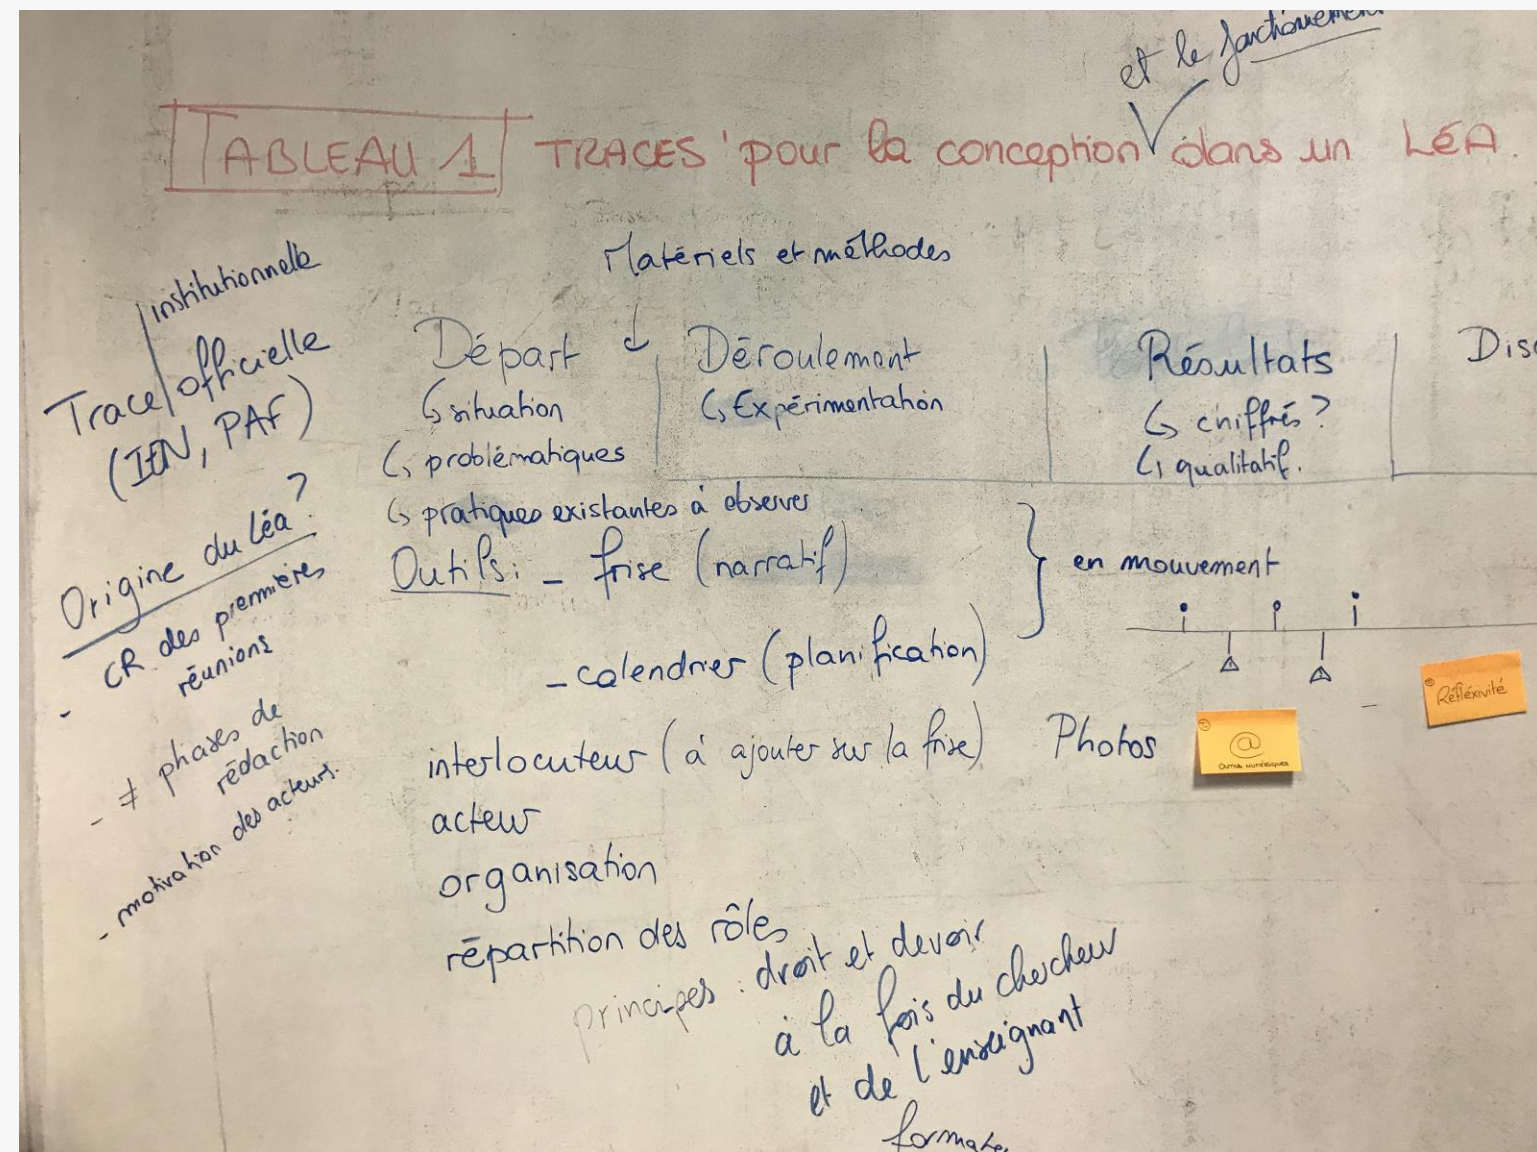 et le fonctionnement
TABLEAU 1 TRACES pour la conception dans un LÉA.
Matériels et méthodes
institutionnelle
Trace officielle
(IEN, PAF)
Origine du Léa?
CR des premières
réunions
-
- ≠ phases de
rédaction
- motivation des acteurs.
Départ
↳ situation
↳ problématiques
↳ pratiques existantes à observer
Déroulement
↳ Expérimentation
Résultats
↳ chiffrés?
↳ qualitatif.
Outils: - frise (narratif)
- calendrier (planification)
en mouvement
interlocuteur (à ajouter sur la frise)
acteur
organisation
répartition des rôles
Photos
@
OUTILS NUMÉRIQUES
Réfléxivité
principes : droit et devoir
à la fois du chercheur
et de l'enseignant